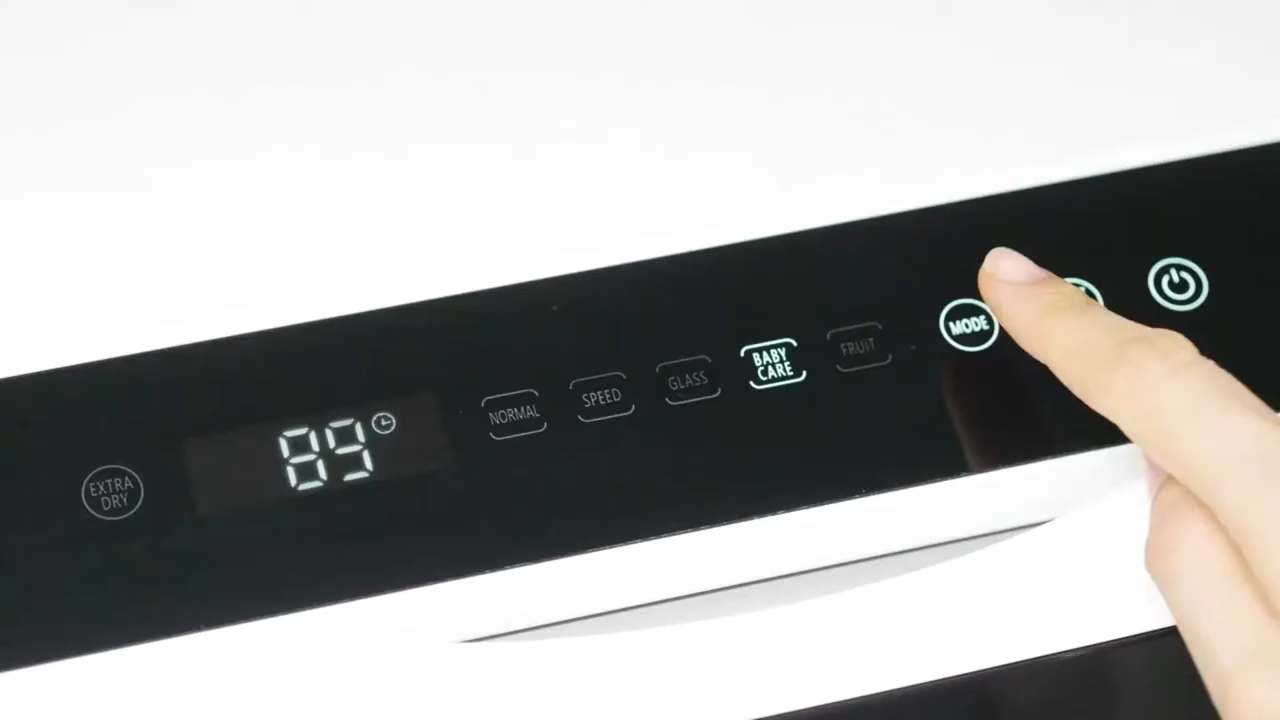 EXTRA
DRY
89
NORMAL
SPEED
GLASS
BABY
CARE
FRUIT
MODE